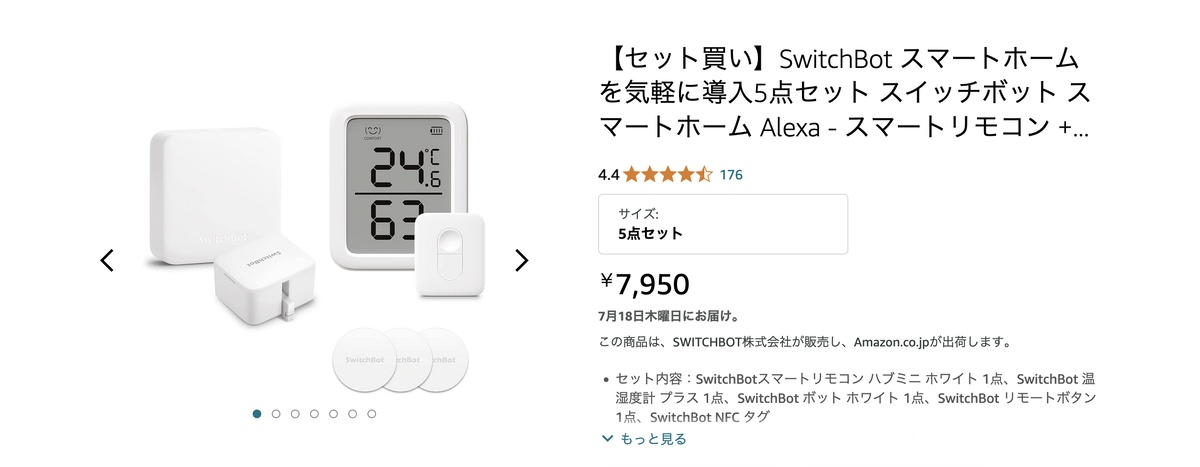 【セット買い】SwitchBot スマートホーム
を気軽に導入5点セット スイッチボット ス
マートホーム Alexa - スマートリモコン +...
4.4
176
サイズ:
5点セット
¥7,950
7月18日木曜日にお届け。
この商品は、SWITCHBOT株式会社が販売し、Amazon.co.jpが出荷します。
• セット内容：SwitchBotスマートリモコン ハブミニ ホワイト 1点、SwitchBot 温
湿度計 プラス 1点、SwitchBot ボット ホワイト 1点、SwitchBot リモートボタン
1点、SwitchBot NFC タグ
もっと見る
SwitchBot
SwitchBot
COMFORT
24.6
℃
63
SwitchBot
chBot
chBot